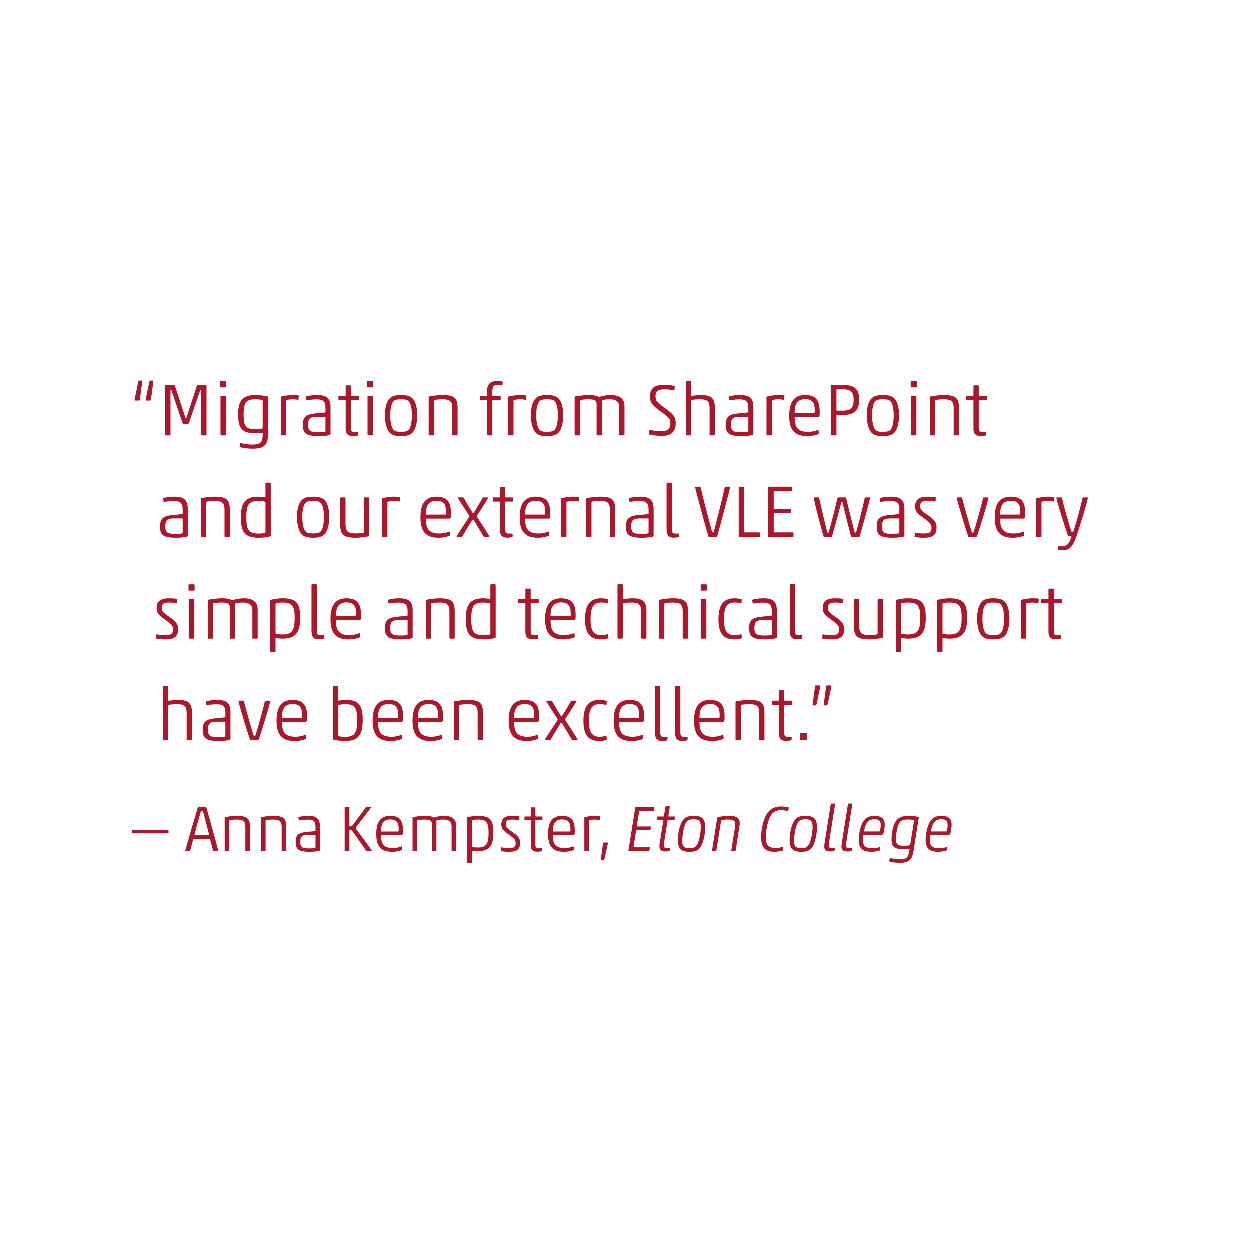 “Migration from SharePoint
and our external VLE was very
simple and technical support
have been excellent.”
– Anna Kempster, Eton College